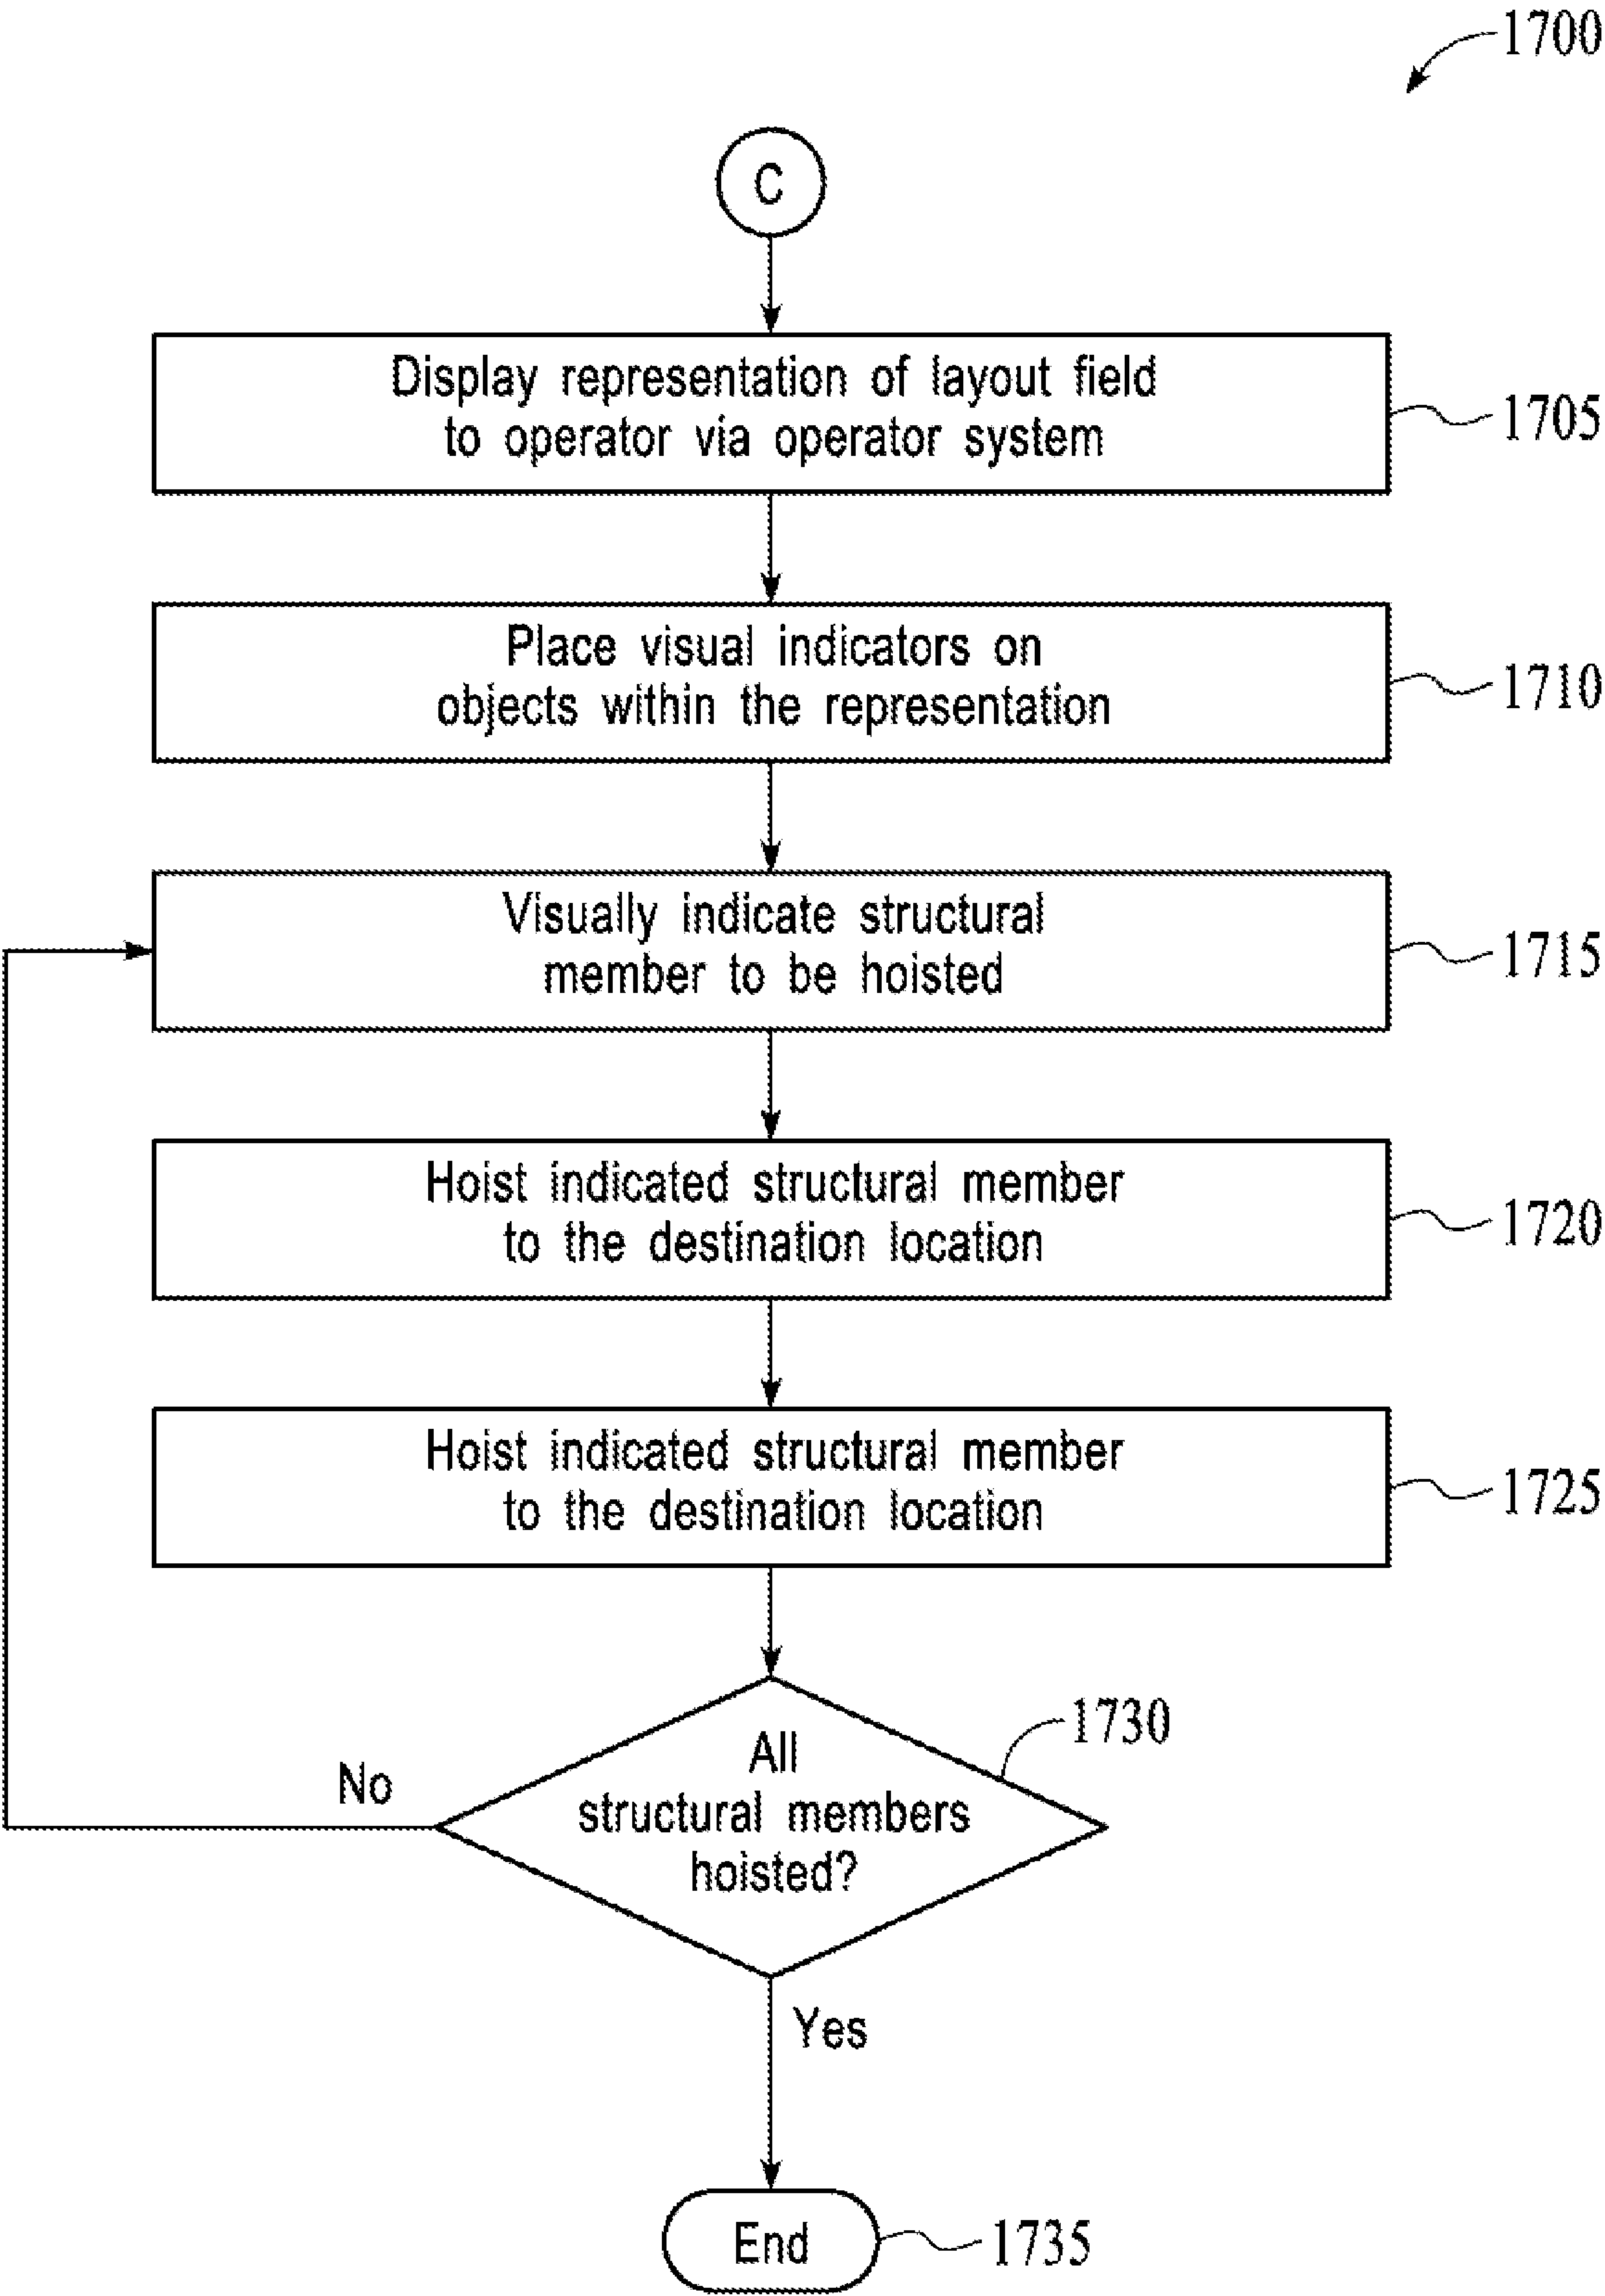 1700
C
Display representation of layout field
to operator via operator system
1705
Place visual indicators on
objects within the representation
1710
Visually indicate structural
member to be hoisted
1715
Hoist indicated structural member
to the destination location
1720
Hoist indicated structural member
to the destination location
1725
All
structural members
hoisted?
1730
No
Yes
End
1735